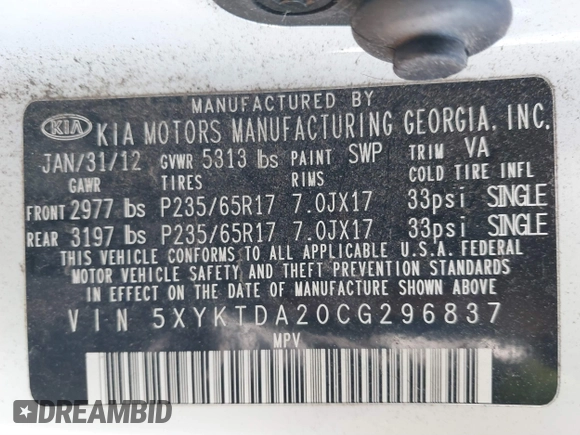 MANUFACTURED BY
KIA KIA MOTORS MANUFACTURING GEORGIA, INC.
JAN/31/12 GVWR 5313 lbs PAINT SWP TRIM VA
GAWR TIRES RIMS COLD TIRE INFL
FRONT 2977 lbs P235/65R17 7.0JX17 33psi SINGLE
REAR 3197 lbs P235/65R17 7.0JX17 33psi SINGLE
THIS VEHICLE CONFORMS TO ALL APPLICABLE U.S.A. FEDERAL
MOTOR VEHICLE SAFETY AND THEFT PREVENTION STANDARDS
IN EFFECT ON THE DATE OF MANUFACTURE SHOWN ABOVE.
VIN 5XYKTDA20CG296837
MPV
DREAMBID